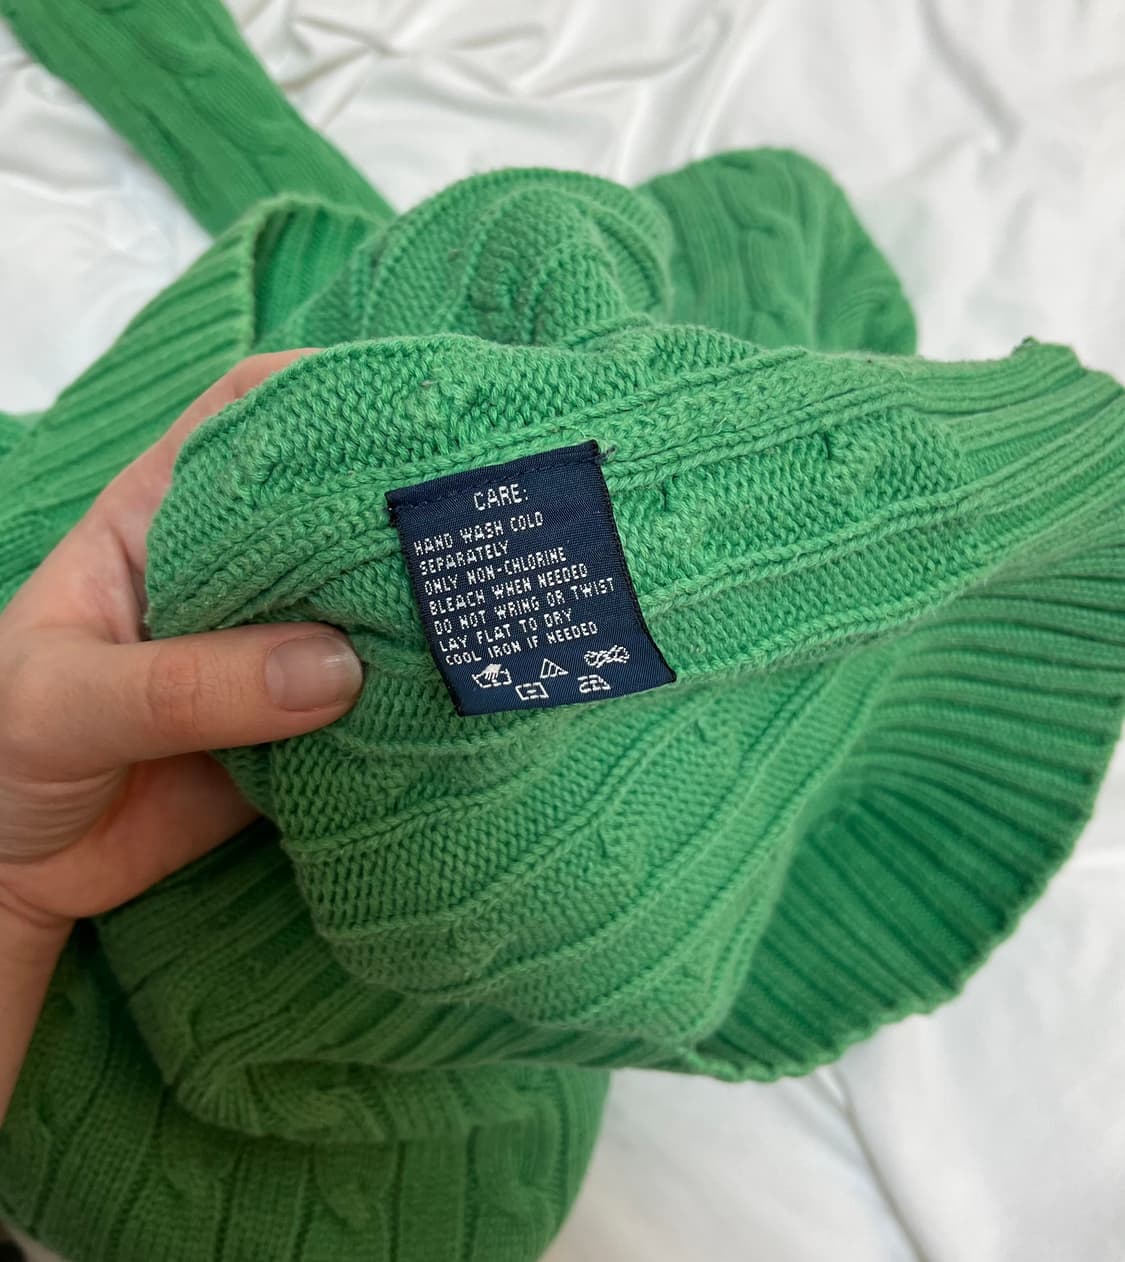 CARE:
HAND WASH COLD
SEPARATELY
ONLY NON-CHLORINE
BLEACH WHEN NEEDED
DO NOT WRING OR TWIST
LAY FLAT TO DRY
COOL IRON IF NEEDED